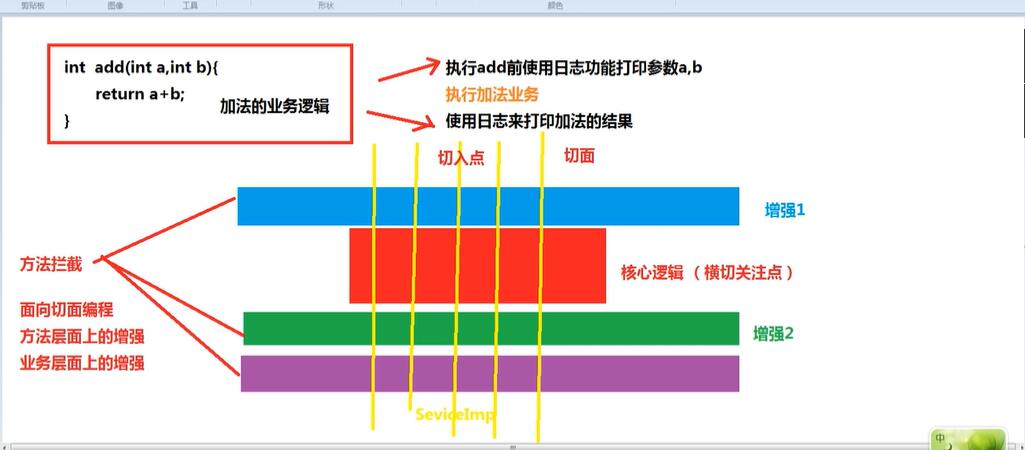 剪贴板 图像 工具 形状 颜色
int add(int a,int b){
return a+b;
}
加法的业务逻辑
执行add前使用日志功能打印参数a,b
执行加法业务
使用日志来打印加法的结果
切入点 切面
增强1
方法拦截
核心逻辑（横切关注点）
面向切面编程
方法层面上的增强
业务层面上的增强
增强2
SeviceImp
中